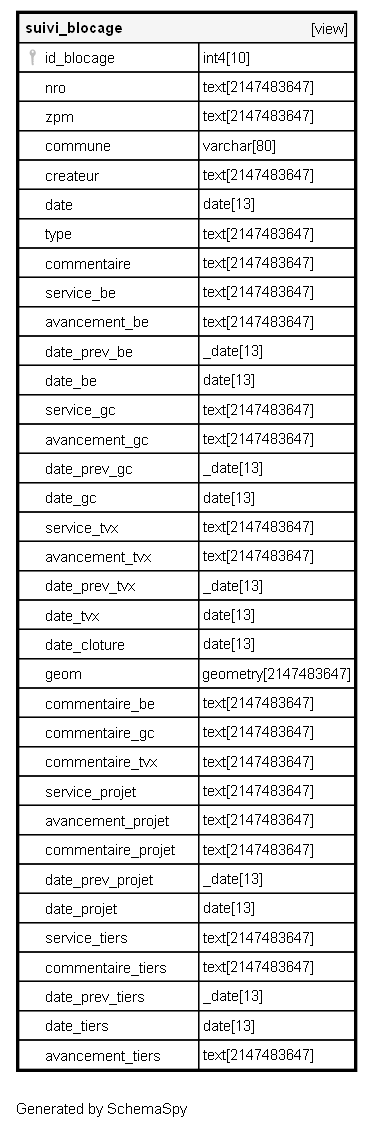 suivi_blocage [view]
id_blocage int4[10]
nro text[2147483647]
zpm text[2147483647]
commune varchar[80]
createur text[2147483647]
date date[13]
type text[2147483647]
commentaire text[2147483647]
service_be text[2147483647]
avancement_be text[2147483647]
date_prev_be _date[13]
date_be date[13]
service_gc text[2147483647]
avancement_gc text[2147483647]
date_prev_gc _date[13]
date_gc date[13]
service_tvx text[2147483647]
avancement_tvx text[2147483647]
date_prev_tvx _date[13]
date_tvx date[13]
date_cloture date[13]
geom geometry[2147483647]
commentaire_be text[2147483647]
commentaire_gc text[2147483647]
commentaire_tvx text[2147483647]
service_projet text[2147483647]
avancement_projet text[2147483647]
commentaire_projet text[2147483647]
date_prev_projet _date[13]
date_projet date[13]
service_tiers text[2147483647]
commentaire_tiers text[2147483647]
date_prev_tiers _date[13]
date_tiers date[13]
avancement_tiers text[2147483647]
Generated by SchemaSpy